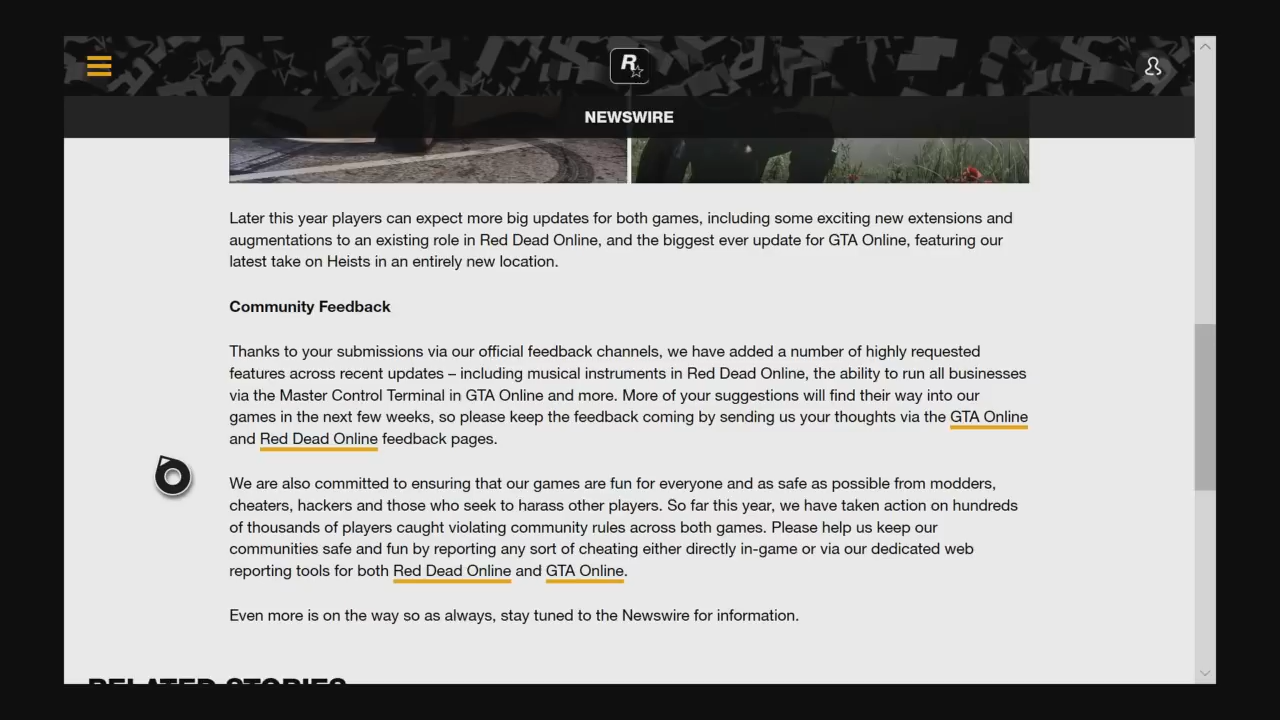 R
NEWSWIRE
Later this year players can expect more big updates for both games, including some exciting new extensions and
augmentations to an existing role in Red Dead Online, and the biggest ever update for GTA Online, featuring our
latest take on Heists in an entirely new location.
Community Feedback
Thanks to your submissions via our official feedback channels, we have added a number of highly requested
features across recent updates – including musical instruments in Red Dead Online, the ability to run all businesses
via the Master Control Terminal in GTA Online and more. More of your suggestions will find their way into our
games in the next few weeks, so please keep the feedback coming by sending us your thoughts via the GTA Online
and Red Dead Online feedback pages.
We are also committed to ensuring that our games are fun for everyone and as safe as possible from modders,
cheaters, hackers and those who seek to harass other players. So far this year, we have taken action on hundreds
of thousands of players caught violating community rules across both games. Please help us keep our
communities safe and fun by reporting any sort of cheating either directly in-game or via our dedicated web
reporting tools for both Red Dead Online and GTA Online.
Even more is on the way so as always, stay tuned to the Newswire for information.
RELATED STORIES